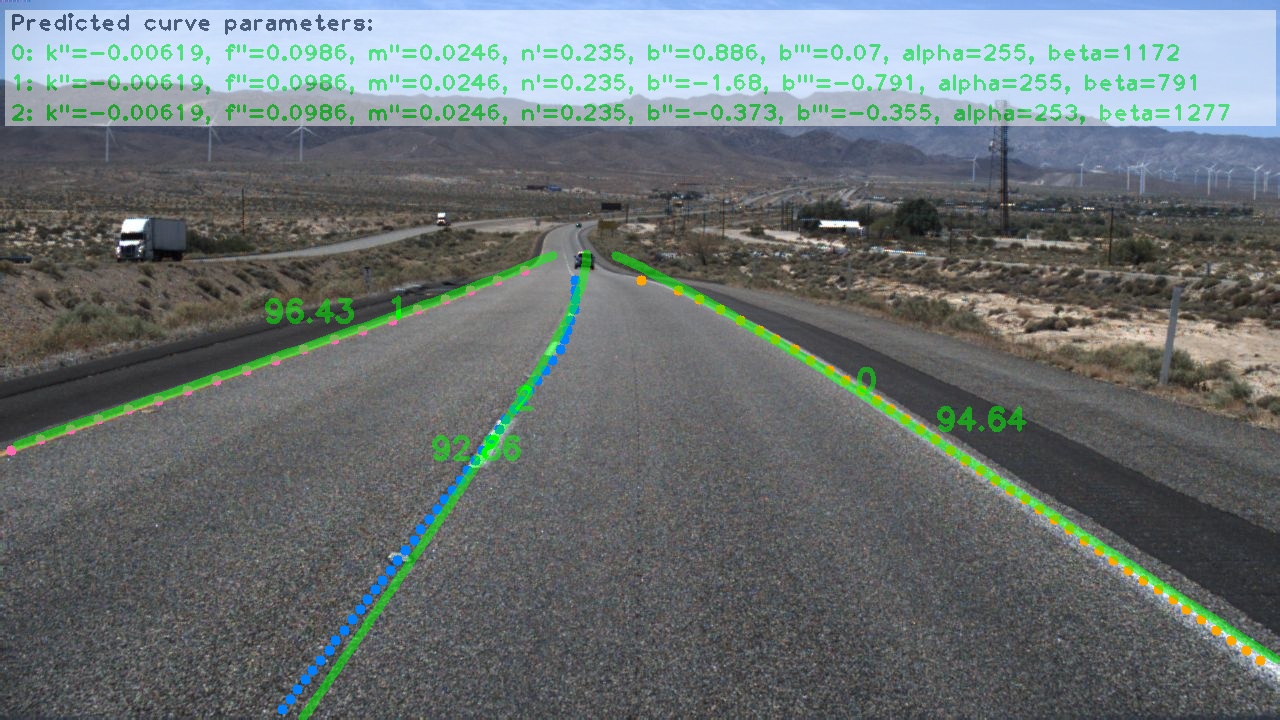 Predicted curve parameters:
0: k"=-0.00619, f"=0.0986, m"=0.0246, n'=0.235, b"=0.886, b'"=0.07, alpha=255, beta=1172
1: k"=-0.00619, f"=0.0986, m"=0.0246, n'=0.235, b"=-1.68, b'"=-0.791, alpha=255, beta=791
2: k"=-0.00619, f"=0.0986, m"=0.0246, n'=0.235, b"=-0.373, b'"=-0.355, alpha=253, beta=1277
96.43 1
0
2
94.64
92.86